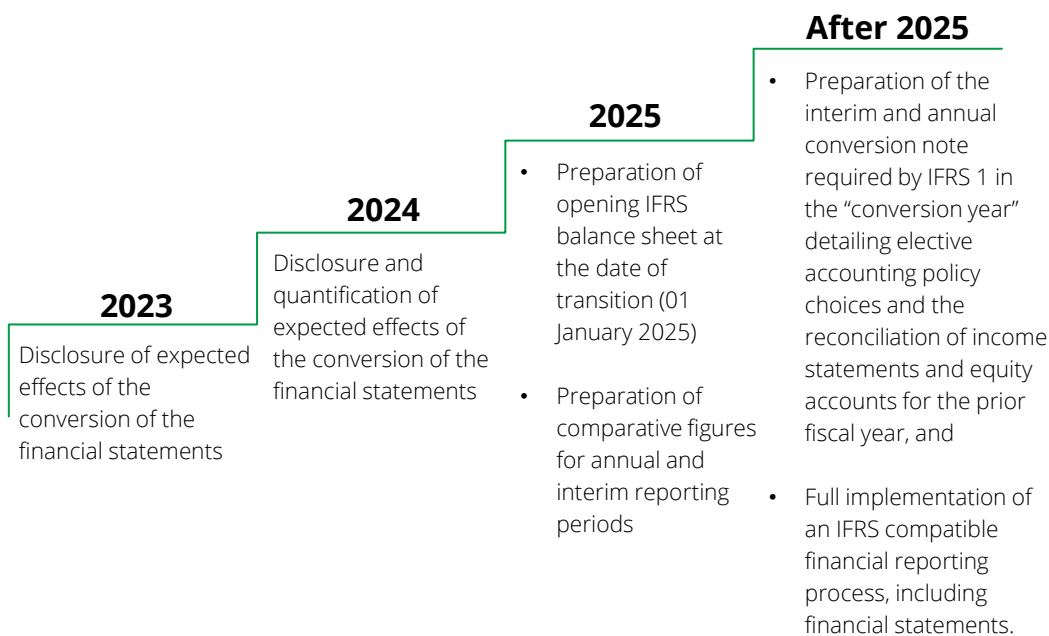 2023
Disclosure of expected
effects of the
conversion of the
financial statements
2024
Disclosure and
quantification of
expected effects of
the conversion of the
financial statements
2025
• Preparation of
opening IFRS
balance sheet at
the date of
transition (01
January 2025)
• Preparation of
comparative figures
for annual and
interim reporting
periods
After 2025
• Preparation of the
interim and annual
conversion note
required by IFRS 1 in
the “conversion year”
detailing elective
accounting policy
choices and the
reconciliation of income
statements and equity
accounts for the prior
fiscal year, and
• Full implementation of
an IFRS compatible
financial reporting
process, including
financial statements.